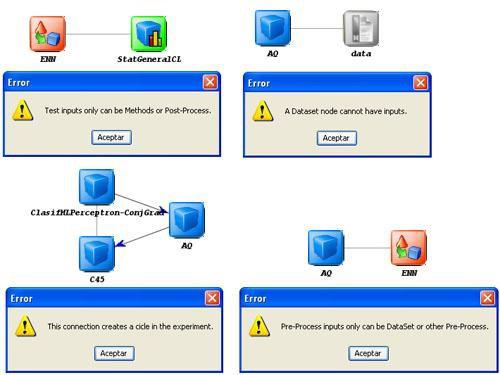 ENN
StatGeneralCL
AQ
data
Error
Test inputs only can be Methods or Post-Process.
Aceptar
Error
A Dataset node cannot have inputs.
Aceptar
ClasifMLPerceptron-ConjGrad
AQ
C45
AQ
ENN
Error
This connection creates a cicle in the experiment.
Aceptar
Error
Pre-Process inputs only can be DataSet or other Pre-Process.
Aceptar